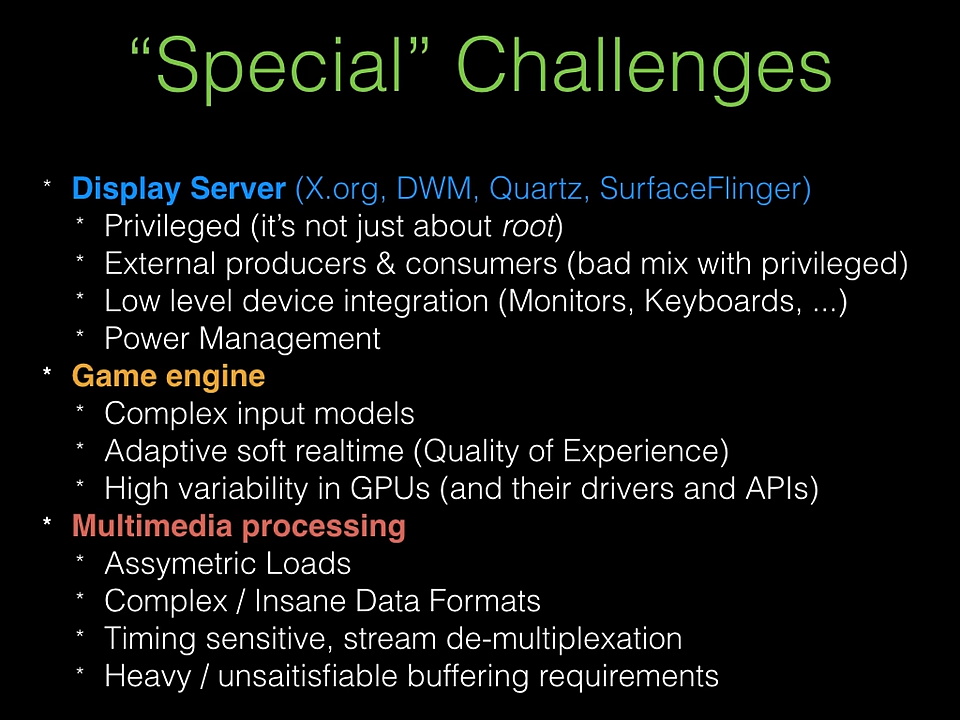 “Special” Challenges
* Display Server (X.org, DWM, Quartz, SurfaceFlinger)
* Privileged (it’s not just about root)
* External producers & consumers (bad mix with privileged)
* Low level device integration (Monitors, Keyboards, ...)
* Power Management
* Game engine
* Complex input models
* Adaptive soft realtime (Quality of Experience)
* High variability in GPUs (and their drivers and APIs)
* Multimedia processing
* Assymetric Loads
* Complex / Insane Data Formats
* Timing sensitive, stream de-multiplexation
* Heavy / unsaitisfiable buffering requirements